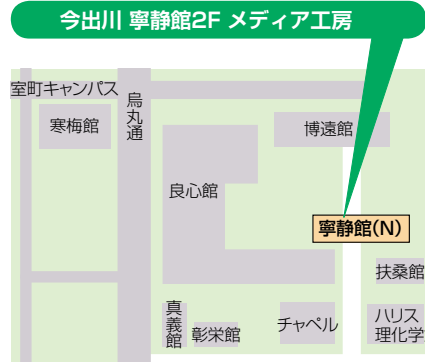 今出川 寧静館2F メディア工房
室町キャンパス
烏丸通
寒梅館
博遠館
良心館
寧静館(N)
扶桑館
真義館
彰栄館
チャペル
ハリス
理化学